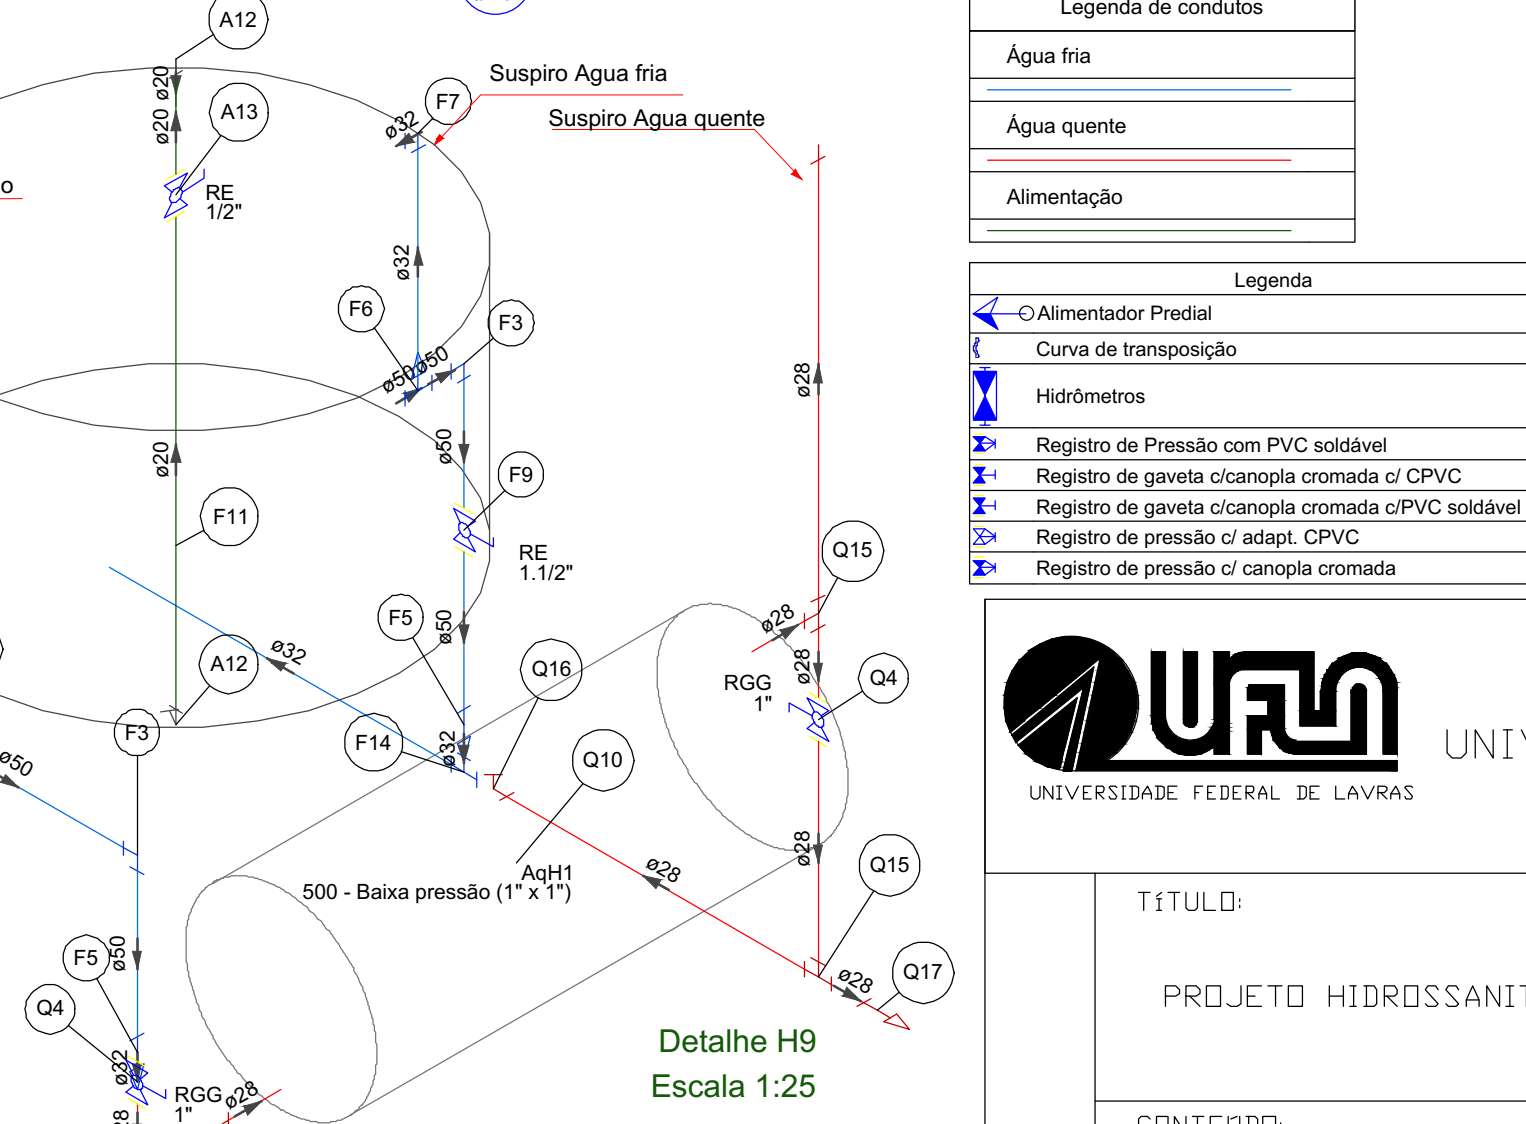 A12
ø20
ø20
A13
RE
1/2"
Suspiro Agua fria
F7
ø32
Suspiro Agua quente
ø32
F6
F3
ø50
ø50
ø28
ø20
ø50
F9
F11
RE
1.1/2"
Q15
F5
ø50
ø28
ø32
A12
Q16
ø28
RGG
1"
Q4
F3
F14
ø32
Q10
ø50
ø28
AqH1
500 - Baixa pressão (1" x 1")
ø28
Q15
F5
ø50
ø28
Q17
Q4
ø32
RGG
1"
ø28
Detalhe H9
Escala 1:25
Legenda de condutos
Água fria
Água quente
Alimentação
Legenda
Alimentador Predial
Curva de transposição
Hidrômetros
Registro de Pressão com PVC soldável
Registro de gaveta c/canopla cromada c/ CPVC
Registro de gaveta c/canopla cromada c/PVC soldável
Registro de pressão c/ adapt. CPVC
Registro de pressão c/ canopla cromada
UFLA
UNIVERSIDADE FEDERAL DE LAVRAS
UNI
TíTULO:
PROJETO HIDROSSANIT